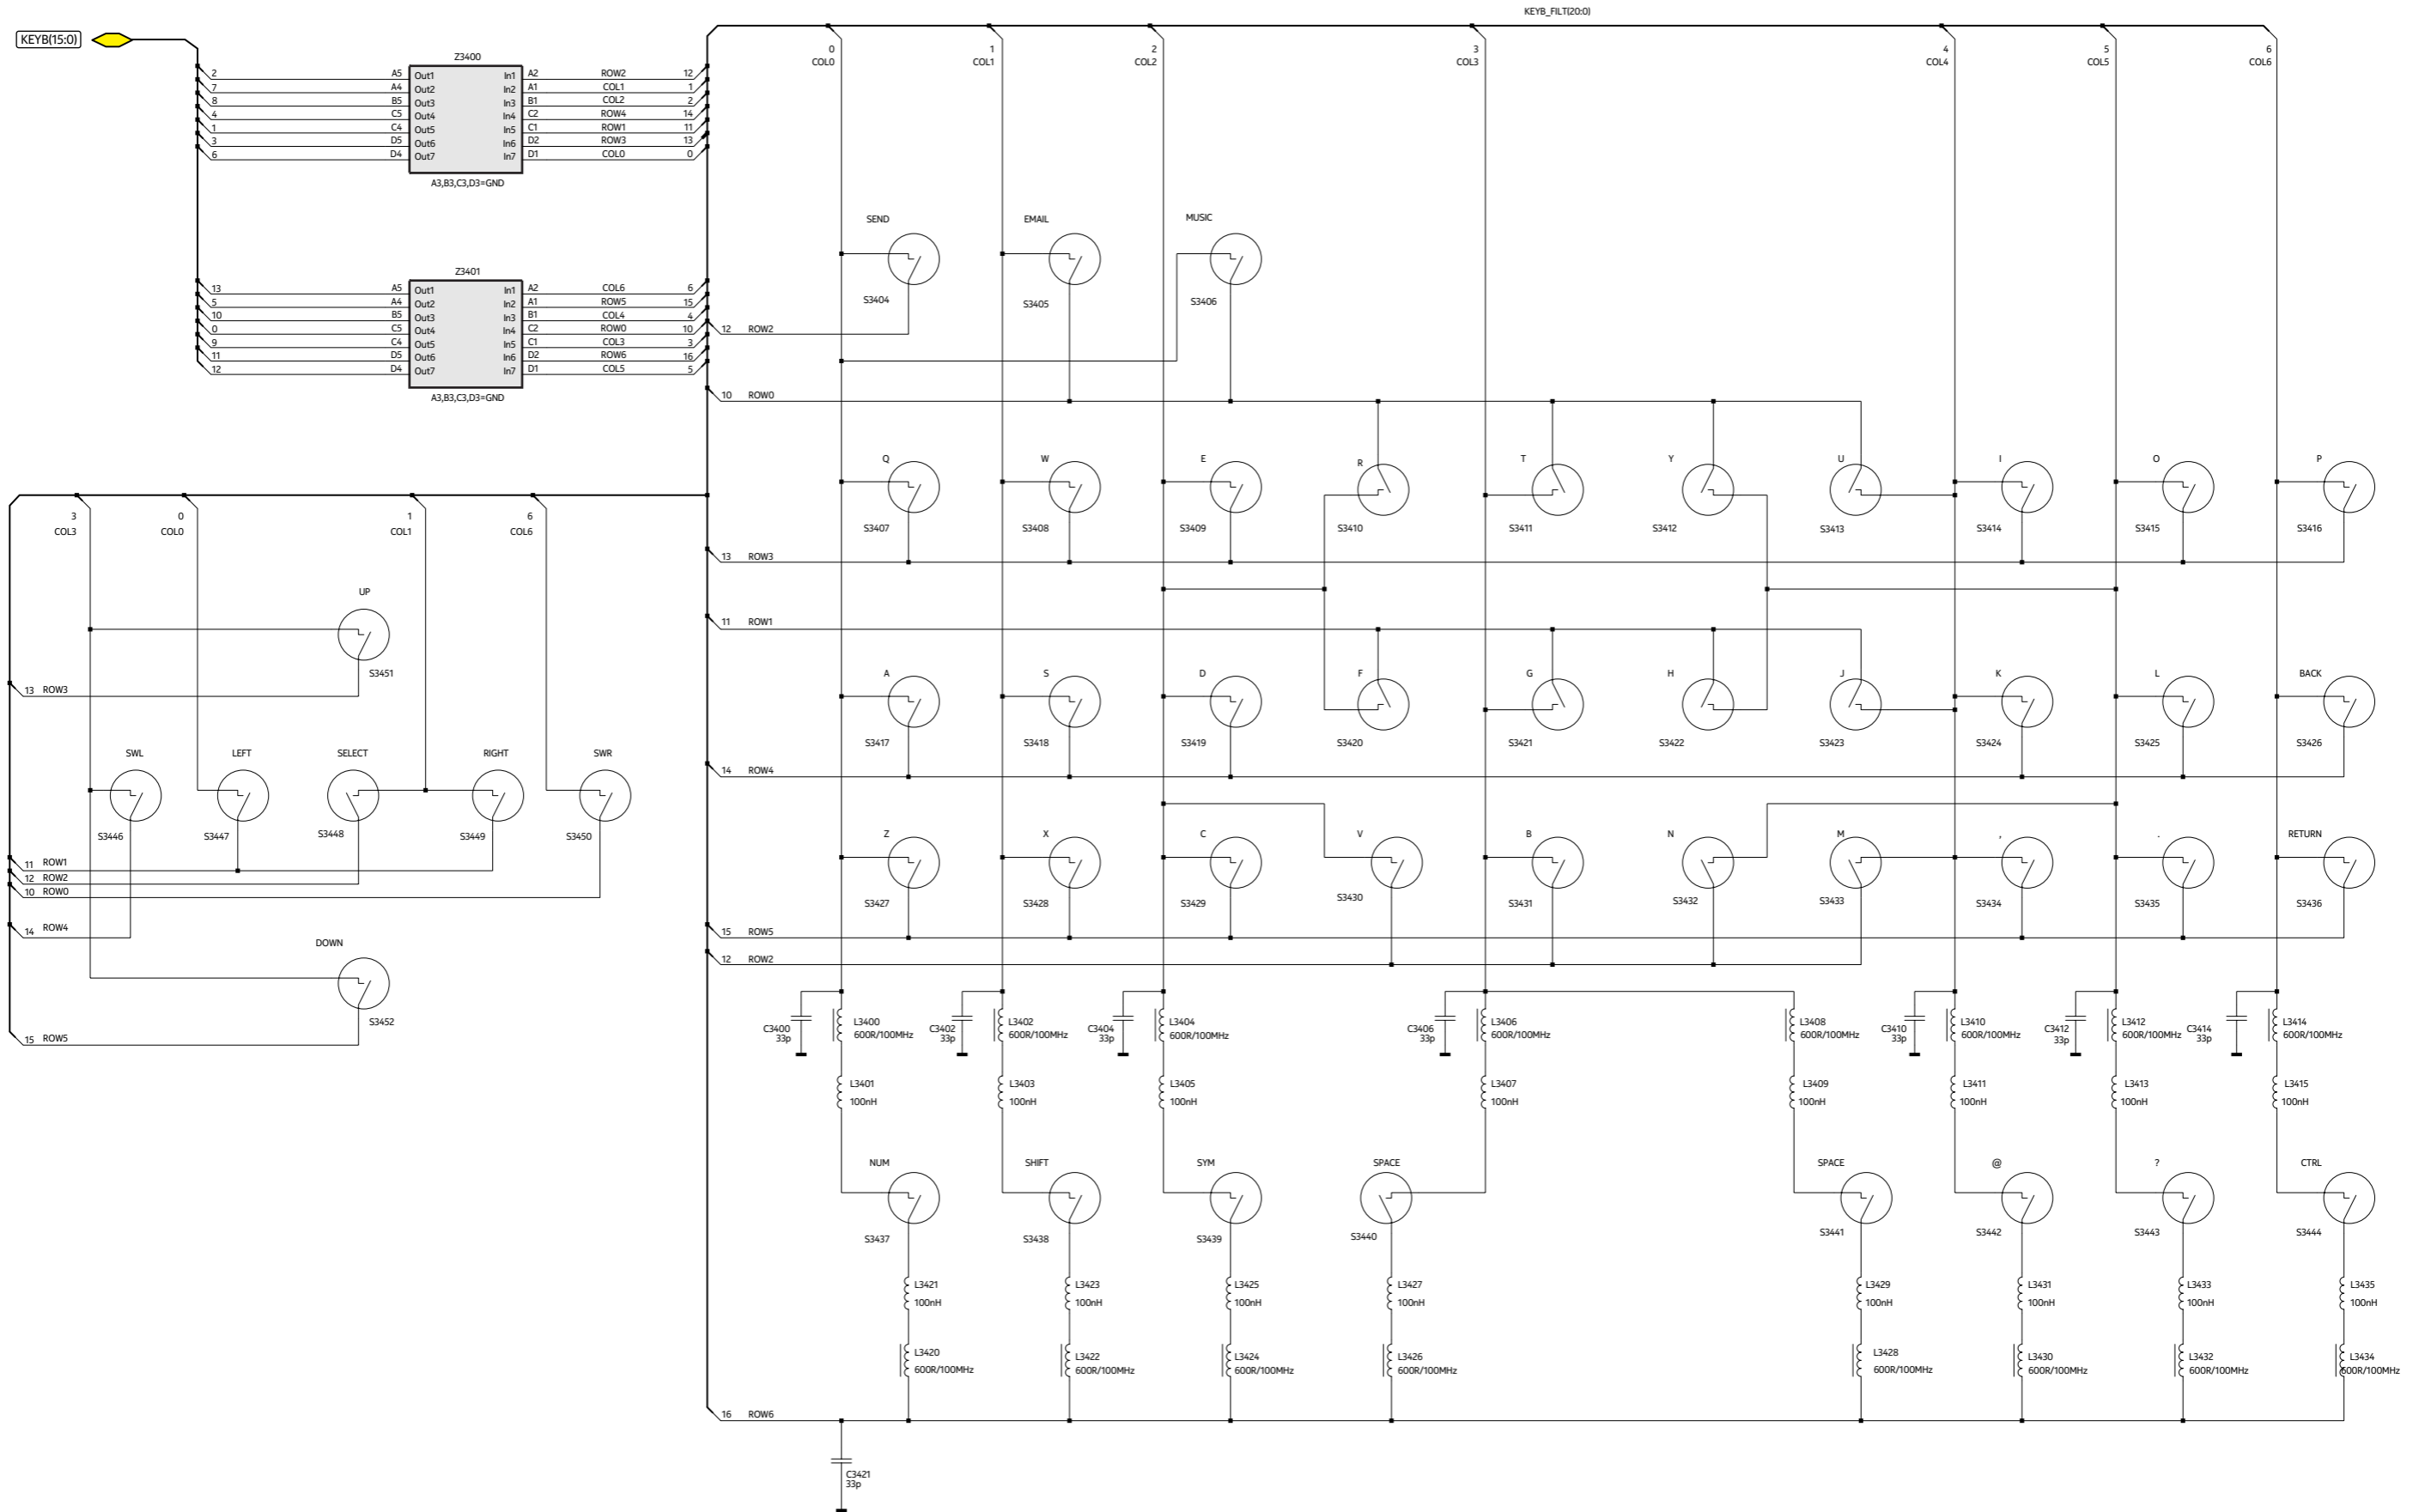 KEYB_FILT(20:0)
KEYB(15:0)
0 1 2 3 4 5 6
COL0 COL1 COL2 COL3 COL4 COL5 COL6
Z3400
2 A5 Out1 In1 A2 ROW2 12
7 A4 Out2 In2 A1 COL1 1
8 B5 Out3 In3 B1 COL2 2
4 C5 Out4 In4 C2 ROW4 14
1 C4 Out5 In5 C1 ROW1 11
3 D5 Out6 In6 D2 ROW3 13
6 D4 Out7 In7 D1 COL0 0
A3,B3,C3,D3=GND
SEND EMAIL MUSIC
S3404 S3405 S3406
Z3401
13 A5 Out1 In1 A2 COL6 6
5 A4 Out2 In2 A1 ROW5 15
10 B5 Out3 In3 B1 COL4 4
0 C5 Out4 In4 C2 ROW0 10
9 C4 Out5 In5 C1 COL3 3
11 D5 Out6 In6 D2 ROW6 16
12 D4 Out7 In7 D1 COL5 5
A3,B3,C3,D3=GND
12 ROW2
10 ROW0
Q W E R T Y U I O P
S3407 S3408 S3409 S3410 S3411 S3412 S3413 S3414 S3415 S3416
13 ROW3
11 ROW1
A S D F G H J K L BACK
S3417 S3418 S3419 S3420 S3421 S3422 S3423 S3424 S3425 S3426
14 ROW4
Z X C V B N M , . RETURN
S3427 S3428 S3429 S3430 S3431 S3432 S3433 S3434 S3435 S3436
15 ROW5
12 ROW2
3 0 1 6
COL3 COL0 COL1 COL6
UP
S3451
13 ROW3
SWL LEFT SELECT RIGHT SWR
S3446 S3447 S3448 S3449 S3450
11 ROW1
12 ROW2
10 ROW0
14 ROW4
DOWN
S3452
15 ROW5
C3400 L3400 C3402 L3402 C3404 L3404 C3406 L3406 L3408 C3410 L3410 C3412 L3412 C3414 L3414
33p 600R/100MHz 33p 600R/100MHz 33p 600R/100MHz 33p 600R/100MHz 600R/100MHz 33p 600R/100MHz 33p 600R/100MHz 33p 600R/100MHz
L3401 L3403 L3405 L3407 L3409 L3411 L3413 L3415
100nH 100nH 100nH 100nH 100nH 100nH 100nH 100nH
NUM SHIFT SYM SPACE SPACE @ ? CTRL
S3437 S3438 S3439 S3440 S3441 S3442 S3443 S3444
L3421 L3423 L3425 L3427 L3429 L3431 L3433 L3435
100nH 100nH 100nH 100nH 100nH 100nH 100nH 100nH
L3420 L3422 L3424 L3426 L3428 L3430 L3432 L3434
600R/100MHz 600R/100MHz 600R/100MHz 600R/100MHz 600R/100MHz 600R/100MHz 600R/100MHz 600R/100MHz
16 ROW6
C3421
33p